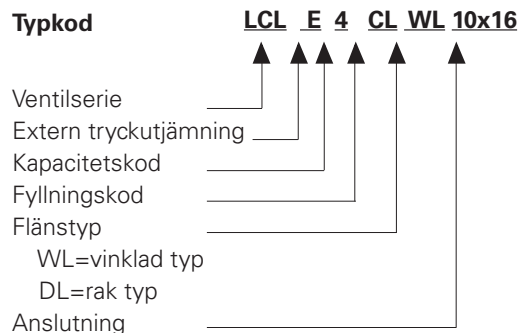 Typkod LCL E 4 CL WL 10x16
Ventilserie
Extern tryckutjämning
Kapacitetskod
Fyllningskod
Flänstyp
WL=vinklad typ
DL=rak typ
Anslutning